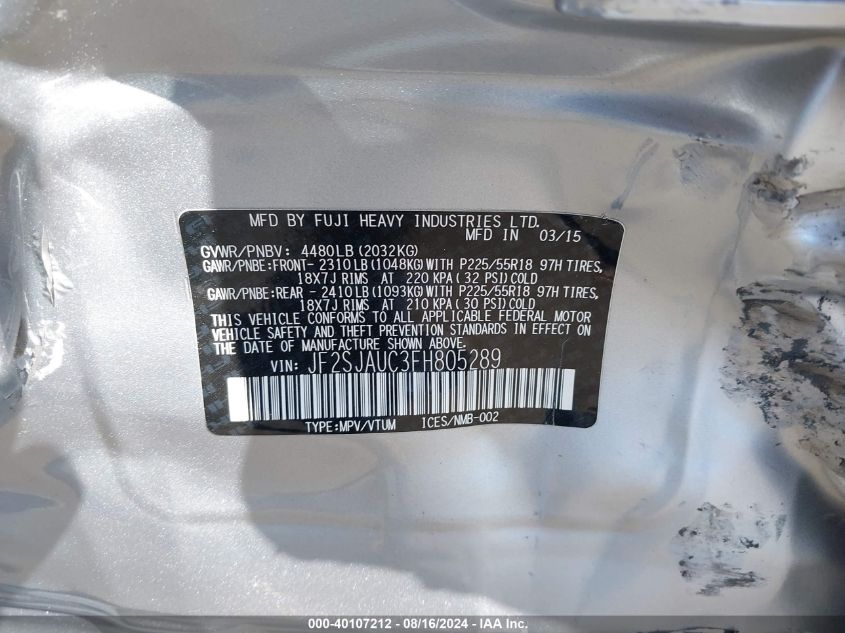 MFD BY FUJI HEAVY INDUSTRIES LTD.
MFD IN 03/15
GVWR/PNBV: 4480LB (2032KG)
GAWR/PNBE:FRONT- 2310LB (1048KG) WITH P225/55R18 97H TIRES,
18X7J RIMS AT 220 KPA (32 PSI) COLD
GAWR/PNBE:REAR - 2410LB (1093KG) WITH P225/55R18 97H TIRES,
18X7J RIMS AT 210 KPA (30 PSI) COLD
THIS VEHICLE CONFORMS TO ALL APPLICABLE FEDERAL MOTOR
VEHICLE SAFETY AND THEFT PREVENTION STANDARDS IN EFFECT ON
THE DATE OF MANUFACTURE SHOWN ABOVE.
VIN: JF2SJAUC3FH805289
TYPE:MPV/VTUM ICES/NMB-002
000-40107212 - 08/16/2024 - IAA Inc.